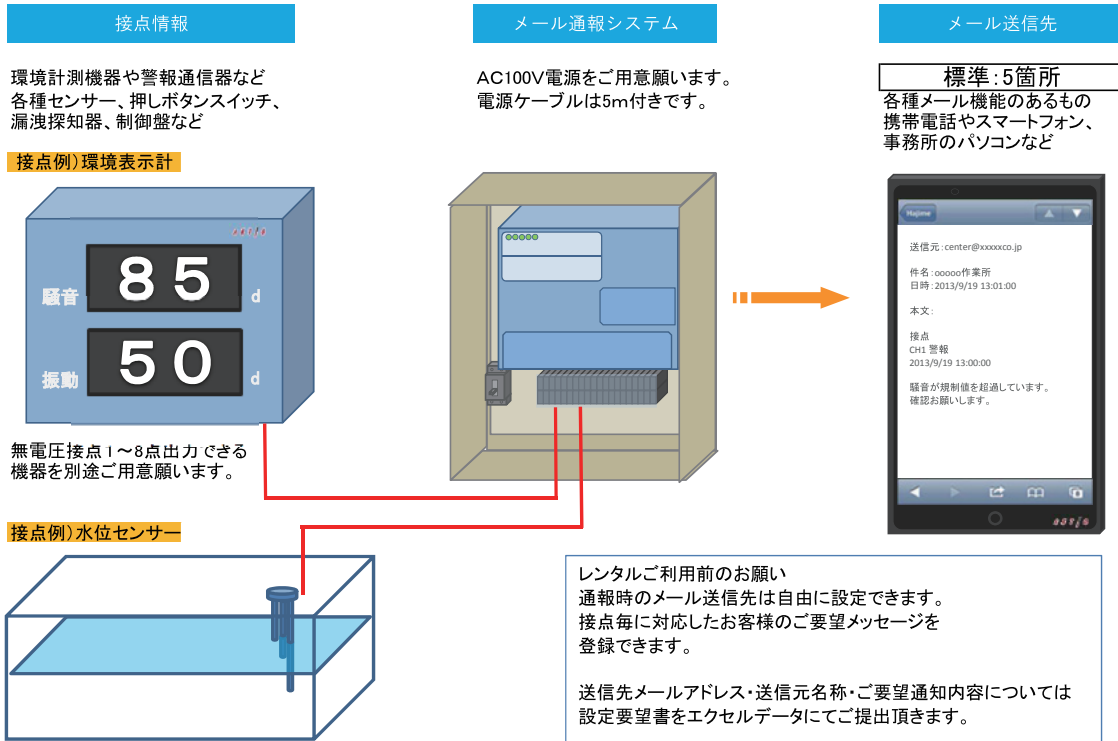 接点情報
環境計測機器や警報通信器など
各種センサー、押しボタンスイッチ、
漏洩探知器、制御盤など
接点例)環境表示計
騒音 85 d
振動 50 d
無電圧接点1～8点出力できる
機器を別途ご用意願います。
接点例)水位センサー
メール通報システム
AC100V電源をご用意願います。
電源ケーブルは5m付きです。
メール送信先
標準:5箇所
各種メール機能のあるもの
携帯電話やスマートフォン、
事務所のパソコンなど
Hajime
送信元:center@xxxxxco.jp
件名:ooooo作業所
日時:2013/9/19 13:01:00
本文:
接点
CH1 警報
2013/9/19 13:00:00
騒音が規制値を超過しています。
確認お願いします。
レンタルご利用前のお願い
通報時のメール送信先は自由に設定できます。
接点毎に対応したお客様のご要望メッセージを
登録できます。
送信先メールアドレス・送信元名称・ご要望通知内容については
設定要望書をエクセルデータにてご提出頂きます。